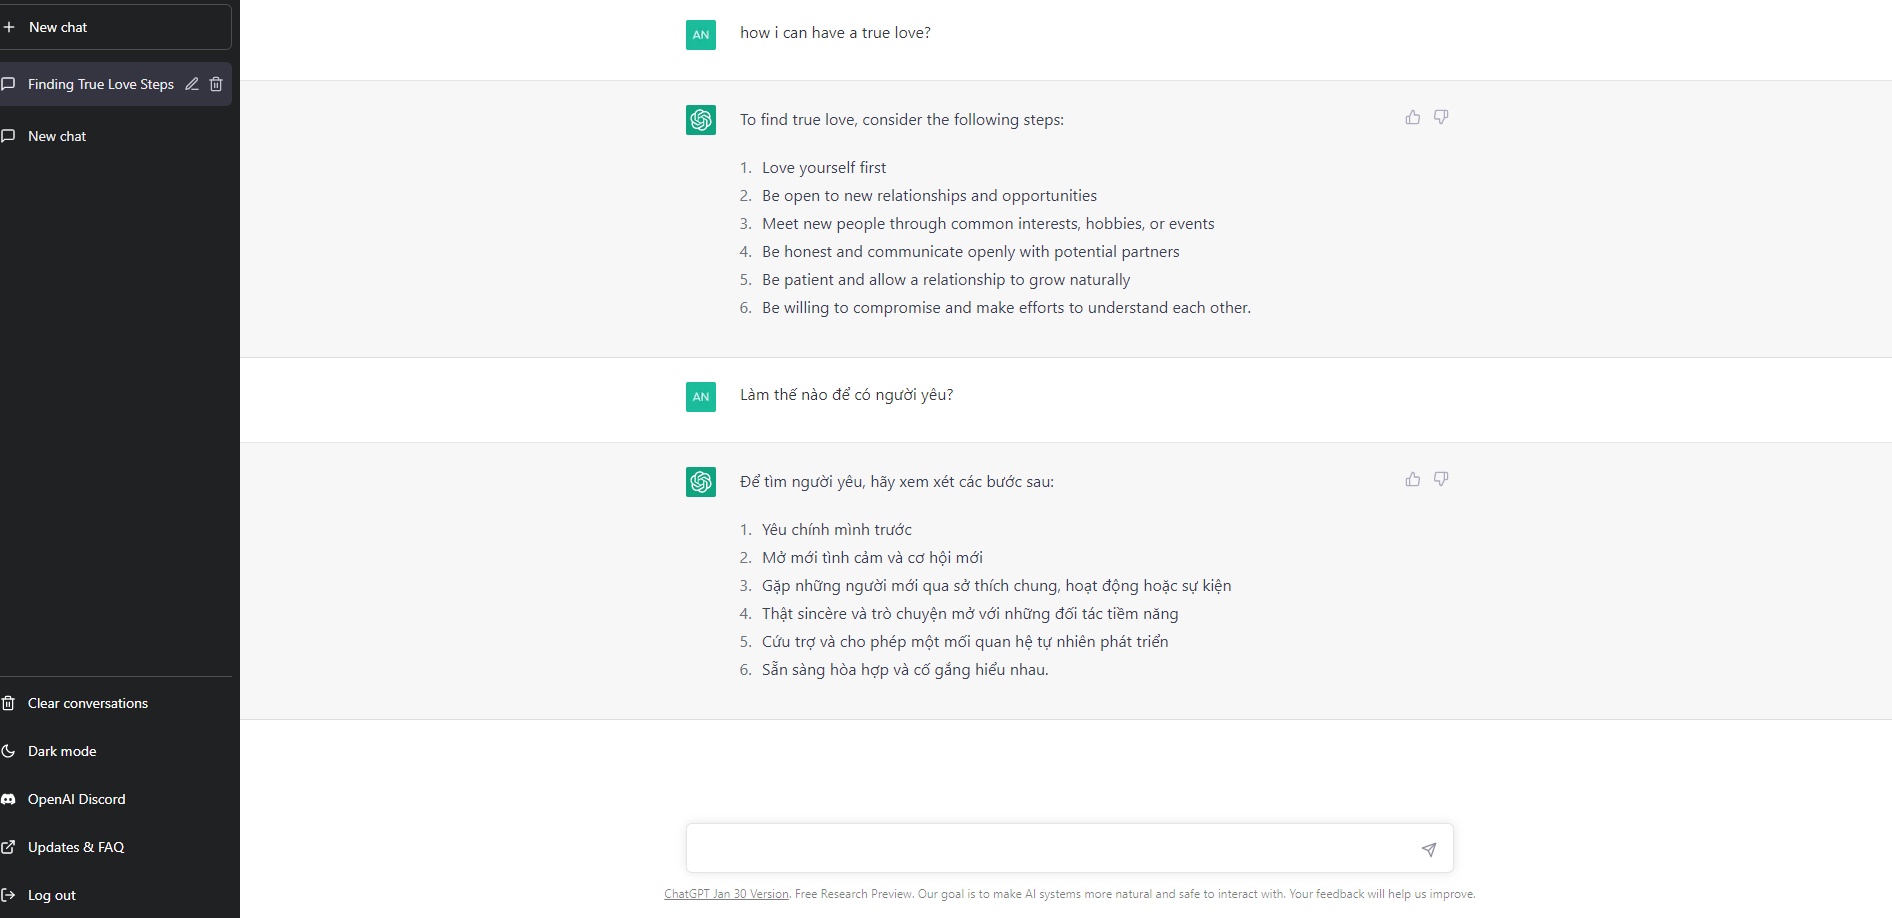 New chat
Finding True Love Steps
New chat
Clear conversations
Dark mode
OpenAI Discord
Updates & FAQ
Log out
AN
how i can have a true love?
To find true love, consider the following steps:
1. Love yourself first
2. Be open to new relationships and opportunities
3. Meet new people through common interests, hobbies, or events
4. Be honest and communicate openly with potential partners
5. Be patient and allow a relationship to grow naturally
6. Be willing to compromise and make efforts to understand each other.
AN
Làm thế nào để có người yêu?
Để tìm người yêu, hãy xem xét các bước sau:
1. Yêu chính mình trước
2. Mở mới tình cảm và cơ hội mới
3. Gặp những người mới qua sở thích chung, hoạt động hoặc sự kiện
4. Thật sincère và trò chuyện mở với những đối tác tiềm năng
5. Cứu trợ và cho phép một mối quan hệ tự nhiên phát triển
6. Sẵn sàng hòa hợp và cố gắng hiểu nhau.
ChatGPT Jan 30 Version. Free Research Preview. Our goal is to make AI systems more natural and safe to interact with. Your feedback will help us improve.